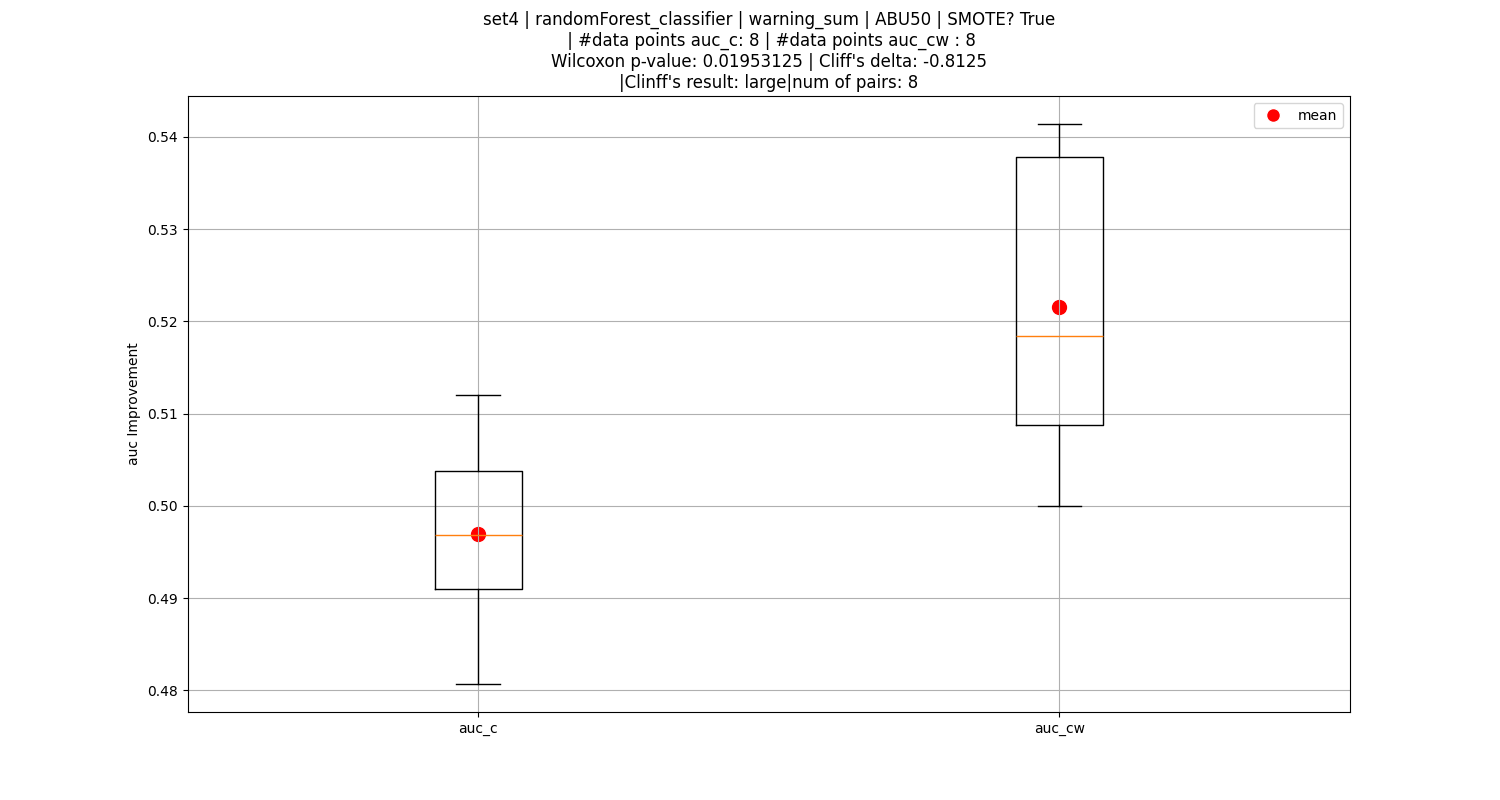 set4 | randomForest_classifier | warning_sum | ABU50 | SMOTE? True
| #data points auc_c: 8 | #data points auc_cw : 8
Wilcoxon p-value: 0.01953125 | Cliff's delta: -0.8125
|Clinff's result: large|num of pairs: 8
mean
0.54
0.53
0.52
0.51
0.50
0.49
0.48
auc Improvement
auc_c
auc_cw